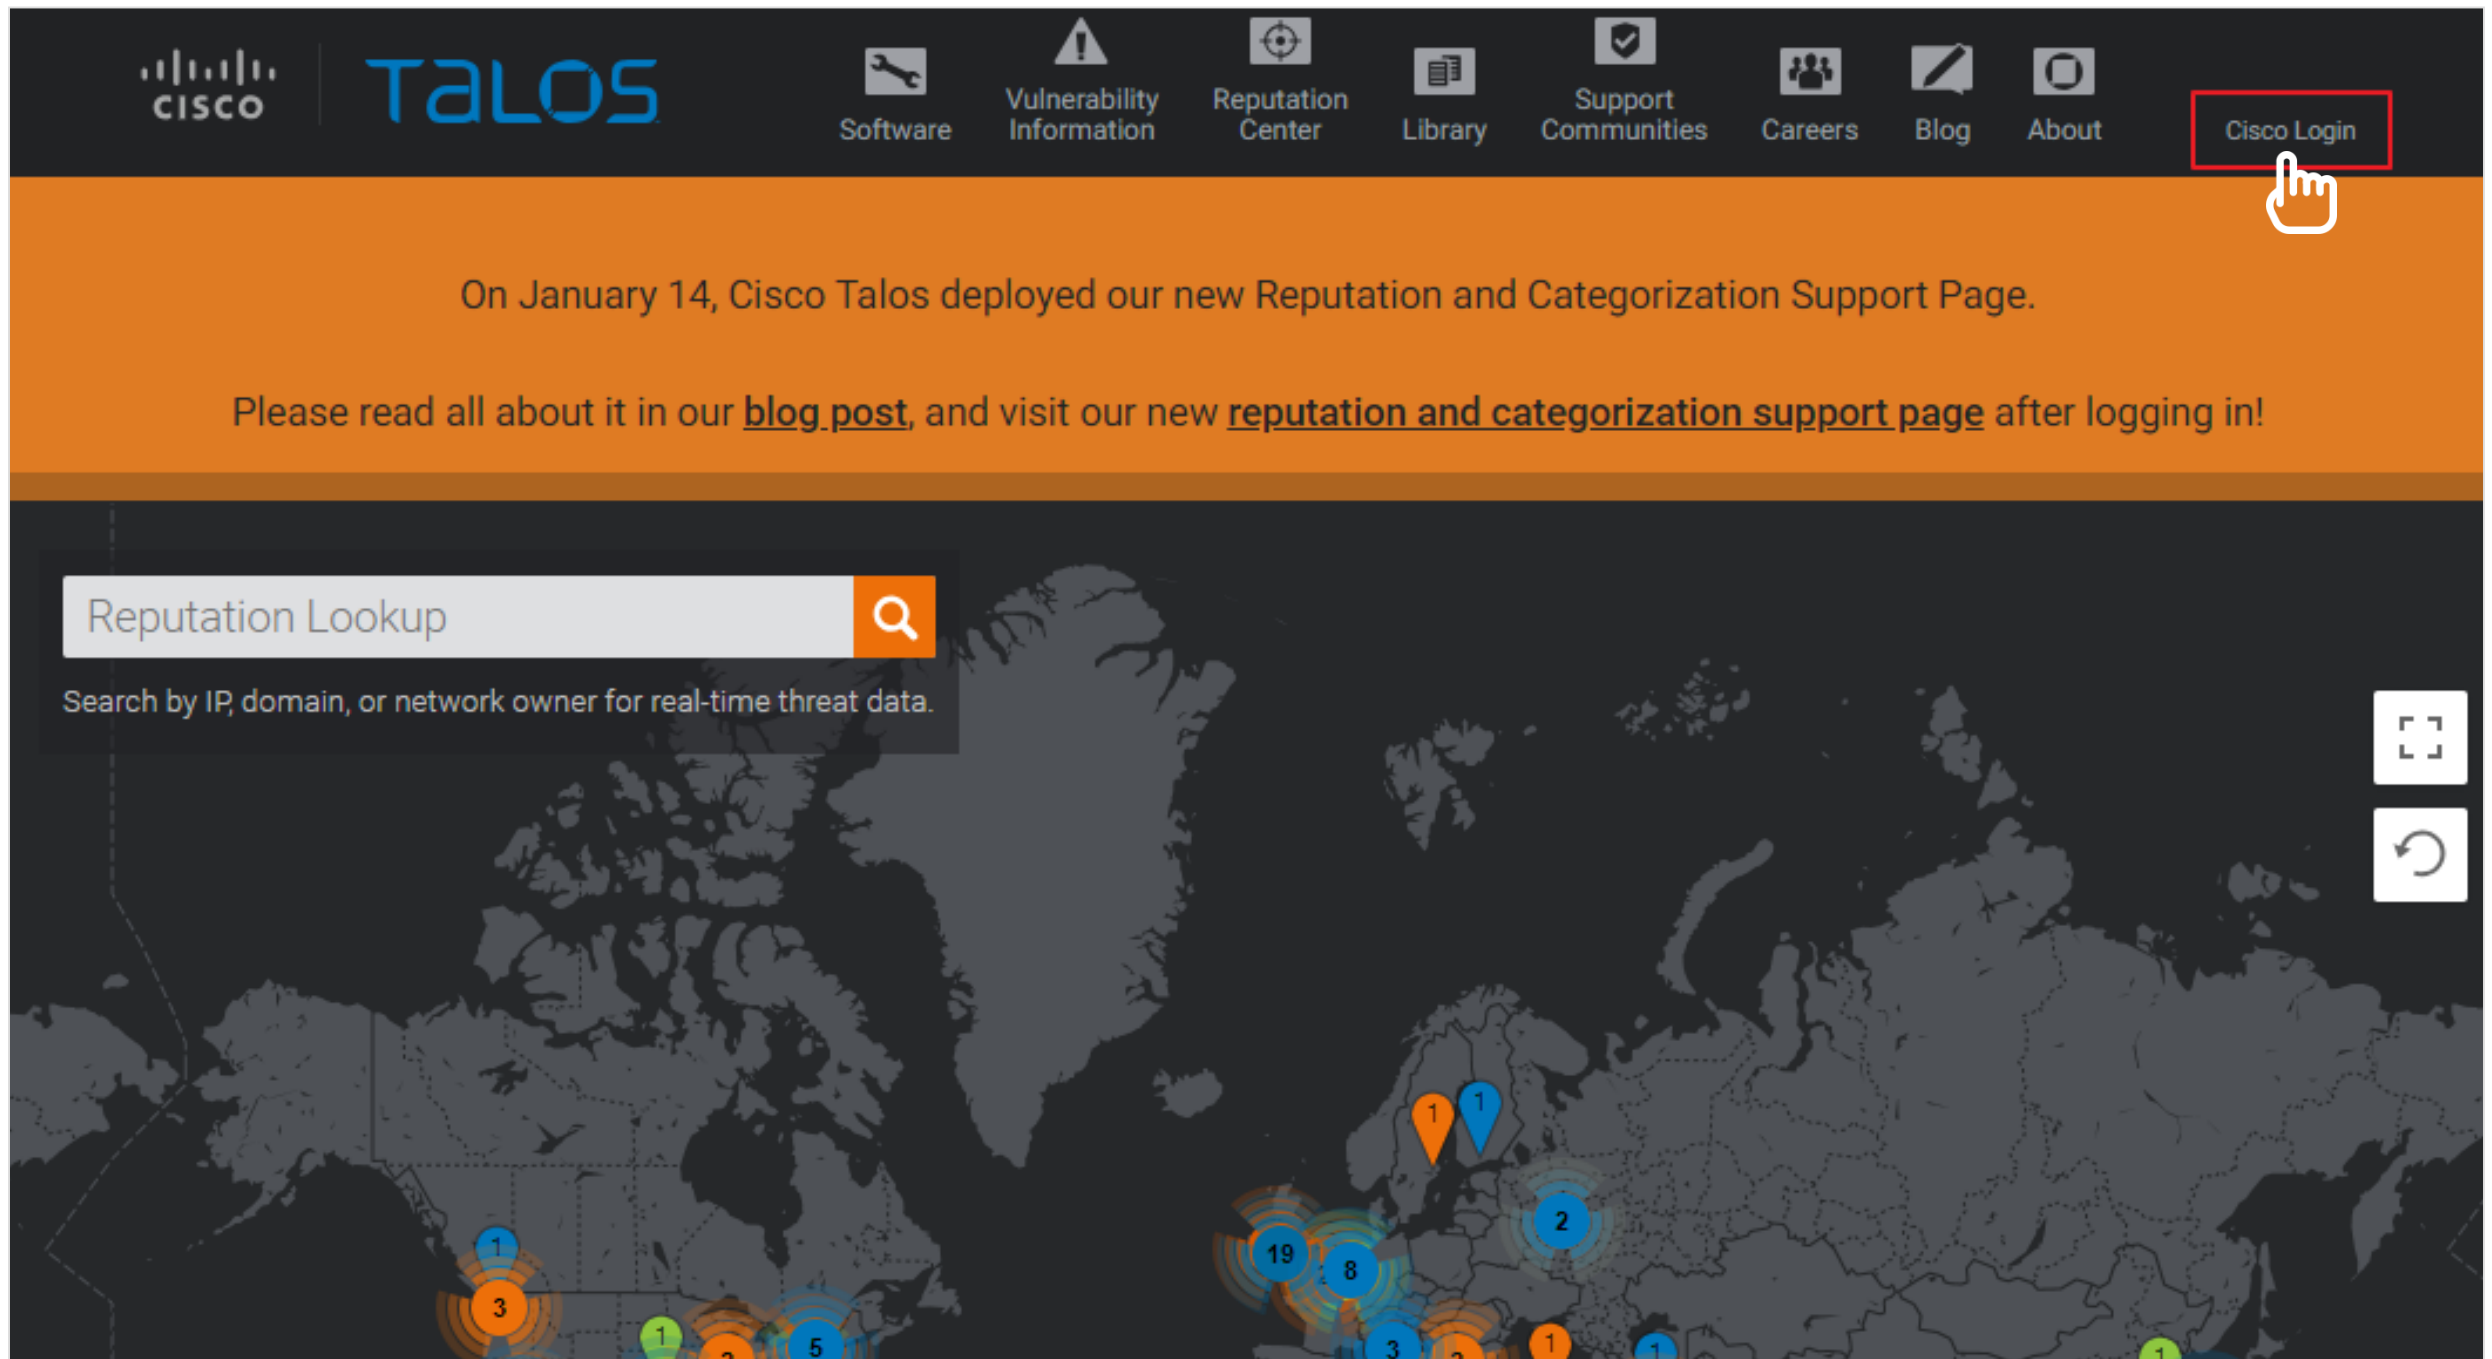 CISCO
TALOS
Software
Vulnerability
Information
Reputation
Center
Library
Support
Communities
Careers
Blog
About
Cisco Login
On January 14, Cisco Talos deployed our new Reputation and Categorization Support Page.
Please read all about it in our blog post, and visit our new reputation and categorization support page after logging in!
Reputation Lookup
Search by IP, domain, or network owner for real-time threat data.
1
1
2
19
8
1
3
1
5
3
1
1
1